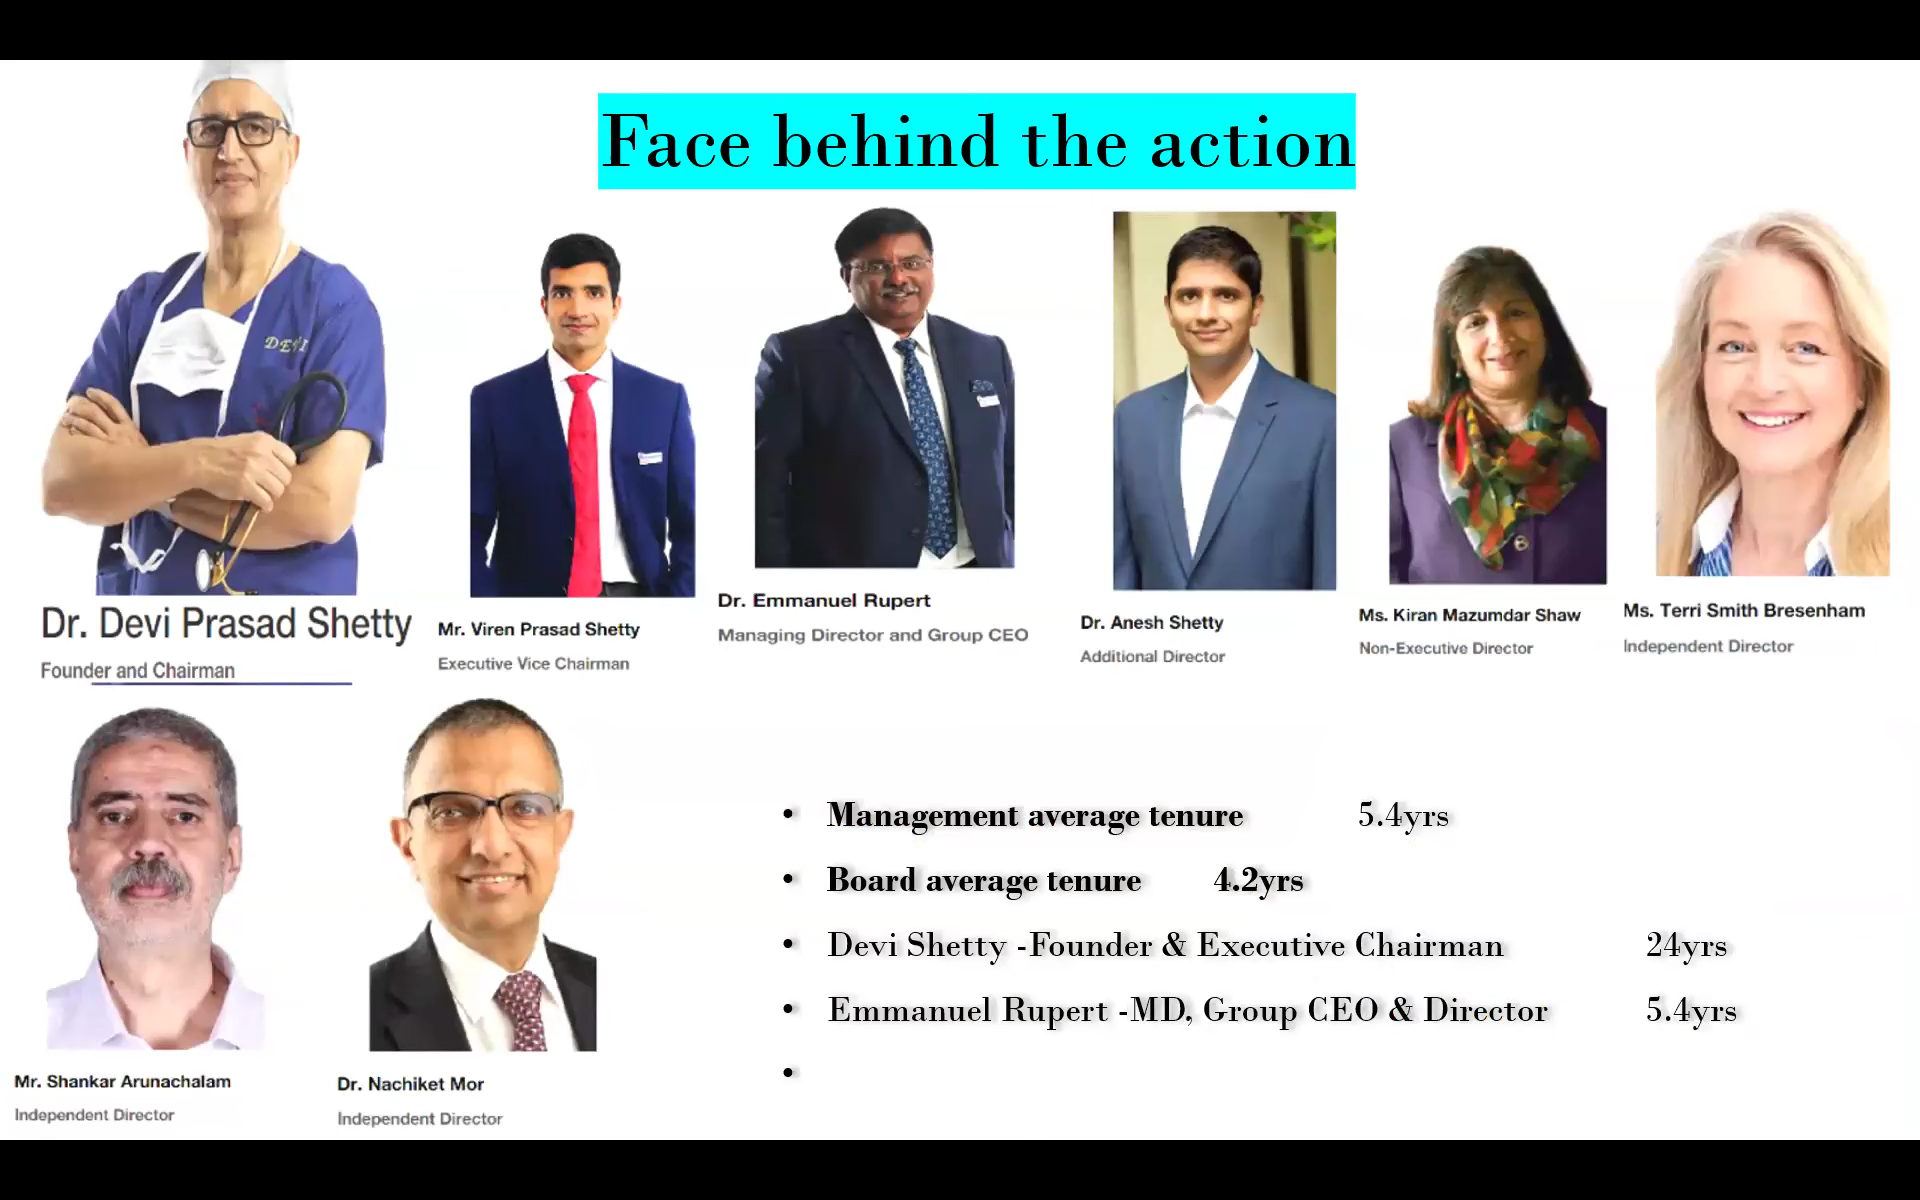 Face behind the action
DEVI
Dr. Devi Prasad Shetty
Founder and Chairman
Mr. Viren Prasad Shetty
Executive Vice Chairman
Dr. Emmanuel Rupert
Managing Director and Group CEO
Dr. Anesh Shetty
Additional Director
Ms. Kiran Mazumdar Shaw
Non-Executive Director
Ms. Terri Smith Bresenham
Independent Director
Mr. Shankar Arunachalam
Independent Director
Dr. Nachiket Mor
Independent Director
• Management average tenure 5.4yrs
• Board average tenure 4.2yrs
• Devi Shetty -Founder & Executive Chairman 24yrs
• Emmanuel Rupert -MD, Group CEO & Director 5.4yrs
•